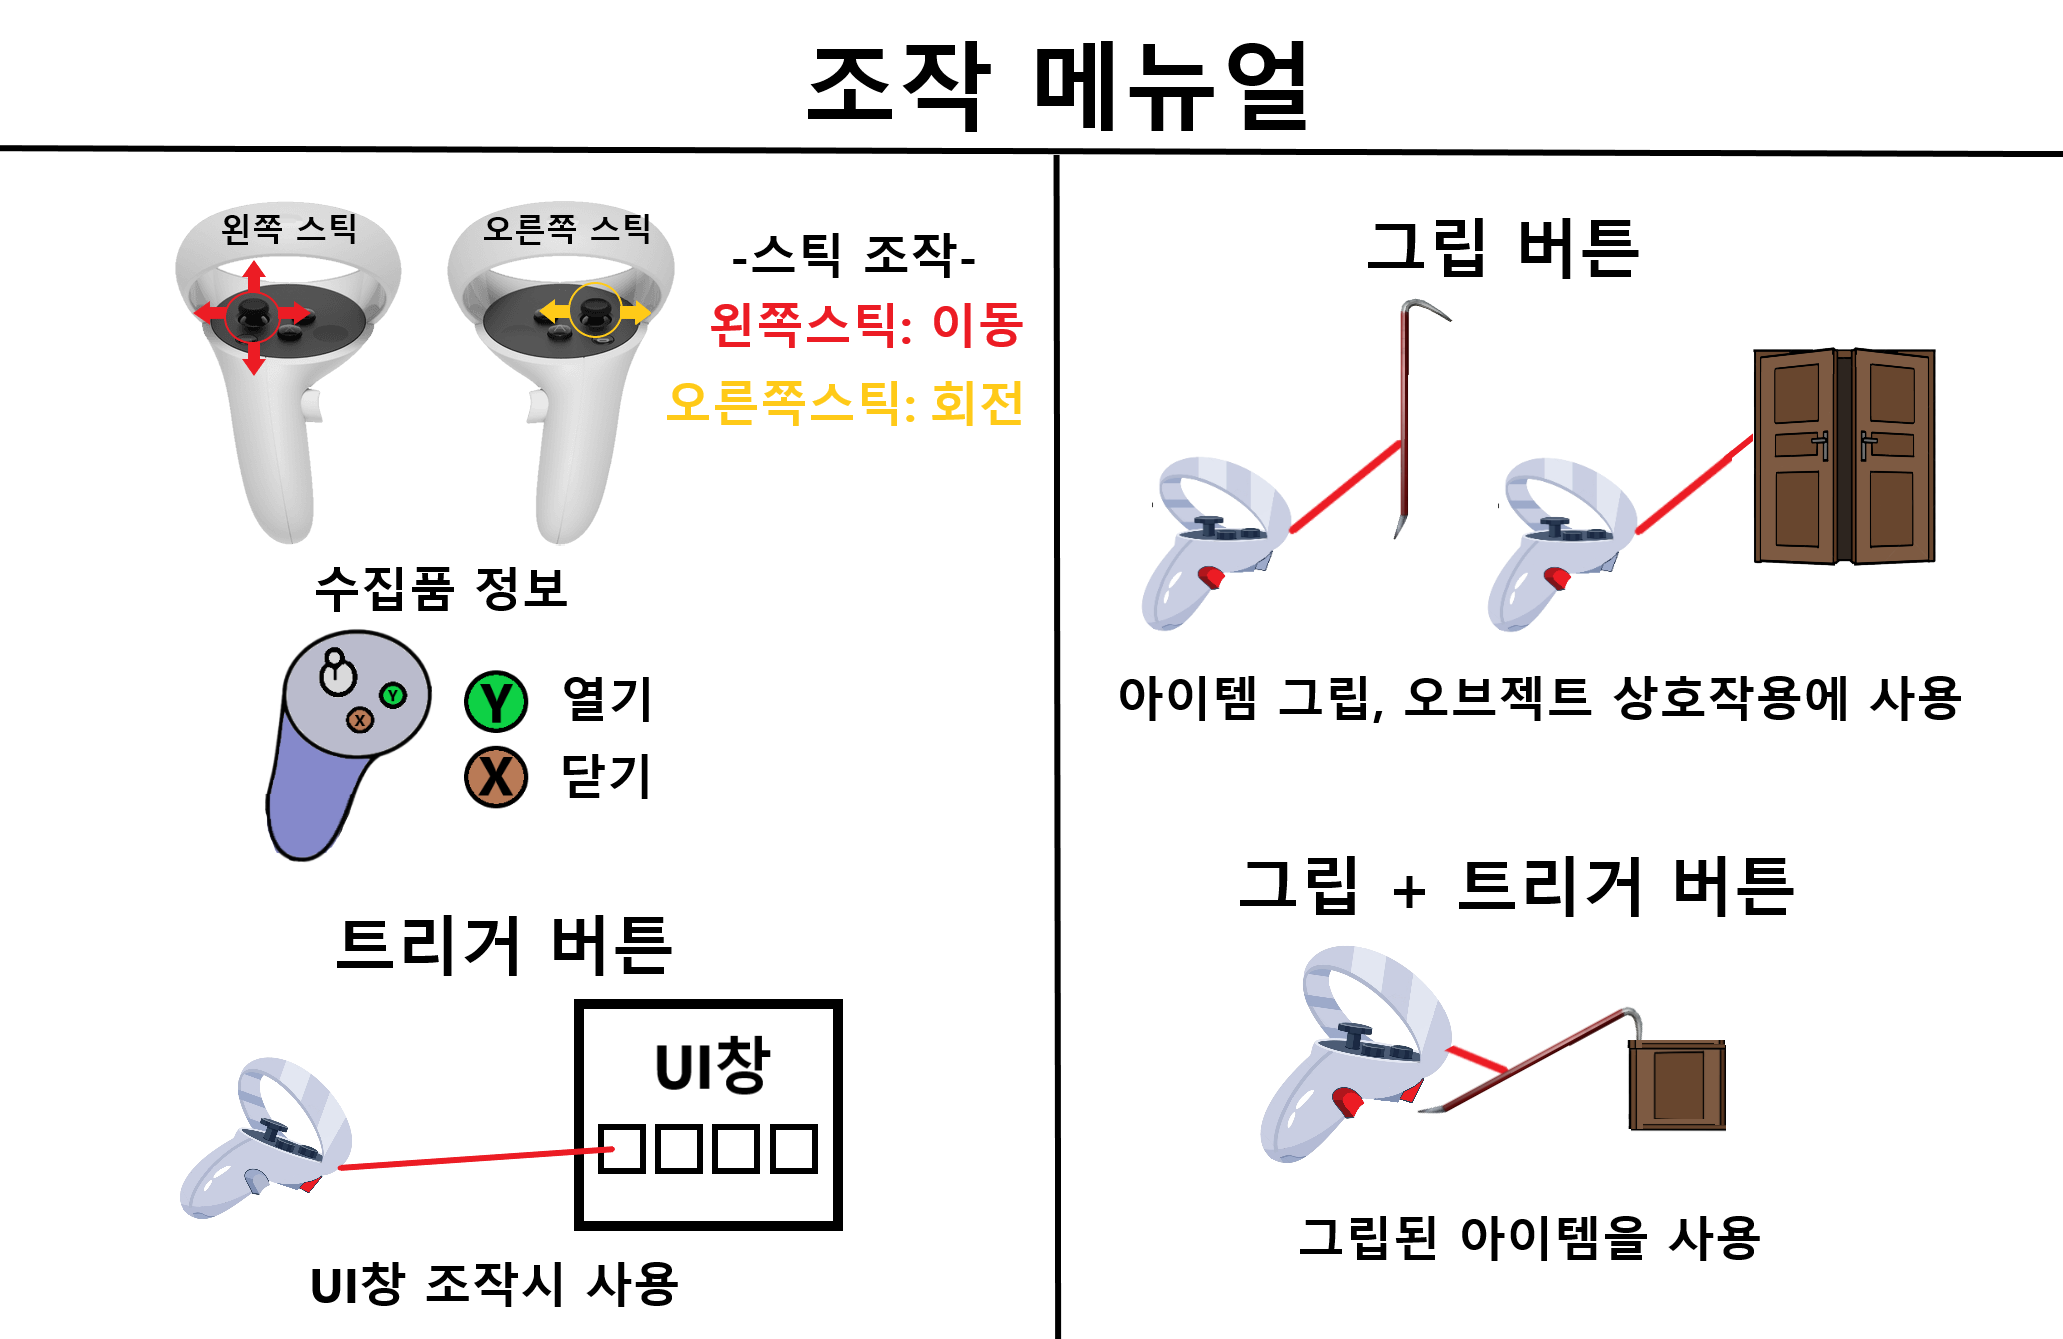 조작 메뉴얼
왼쪽 스틱
오른쪽 스틱
-스틱 조작-
왼쪽스틱: 이동
오른쪽스틱: 회전
수집품 정보
Y
X
Y 열기
X 닫기
트리거 버튼
UI창
UI창 조작시 사용
그립 버튼
아이템 그립, 오브젝트 상호작용에 사용
그립 + 트리거 버튼
그립된 아이템을 사용